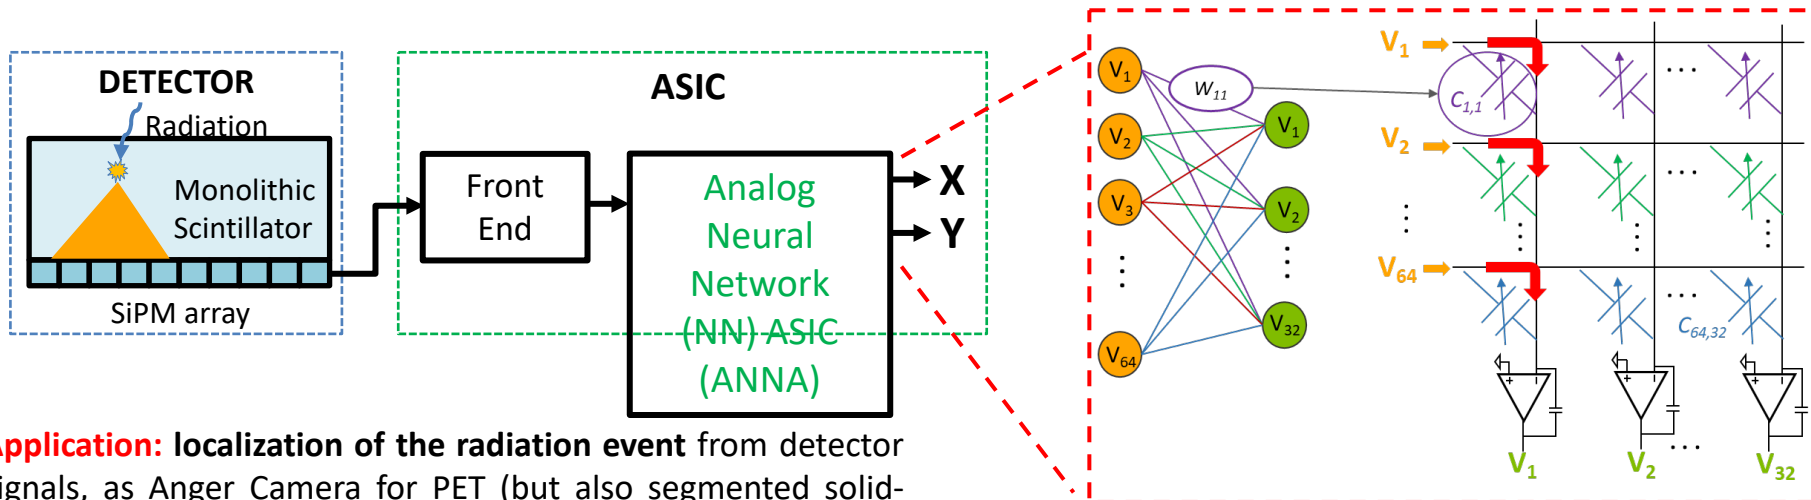 DETECTOR
Radiation
Monolithic
Scintillator
SiPM array
ASIC
Front
End
Analog
Neural
Network
(NN) ASIC
(ANNA)
X
Y
V1
V2
V3
⋮
V64
W11
V1
V2
⋮
V32
V1
C1,1
...
V2
...
⋮
⋮
⋮
⋮
V64
...
C64,32
+
-
+
-
+
-
V1
V2
...
V32
Application: localization of the radiation event from detector
signals, as Anger Camera for PET (but also segmented solid-